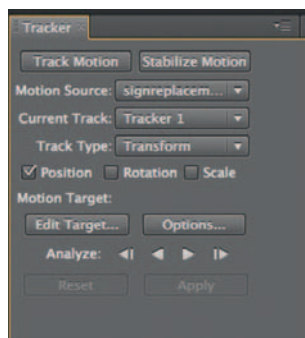 Tracker
Track Motion Stabilize Motion
Motion Source: signreplacem...
Current Track: Tracker 1
Track Type: Transform
Position Rotation Scale
Motion Target:
Edit Target... Options...
Analyze:
Reset Apply